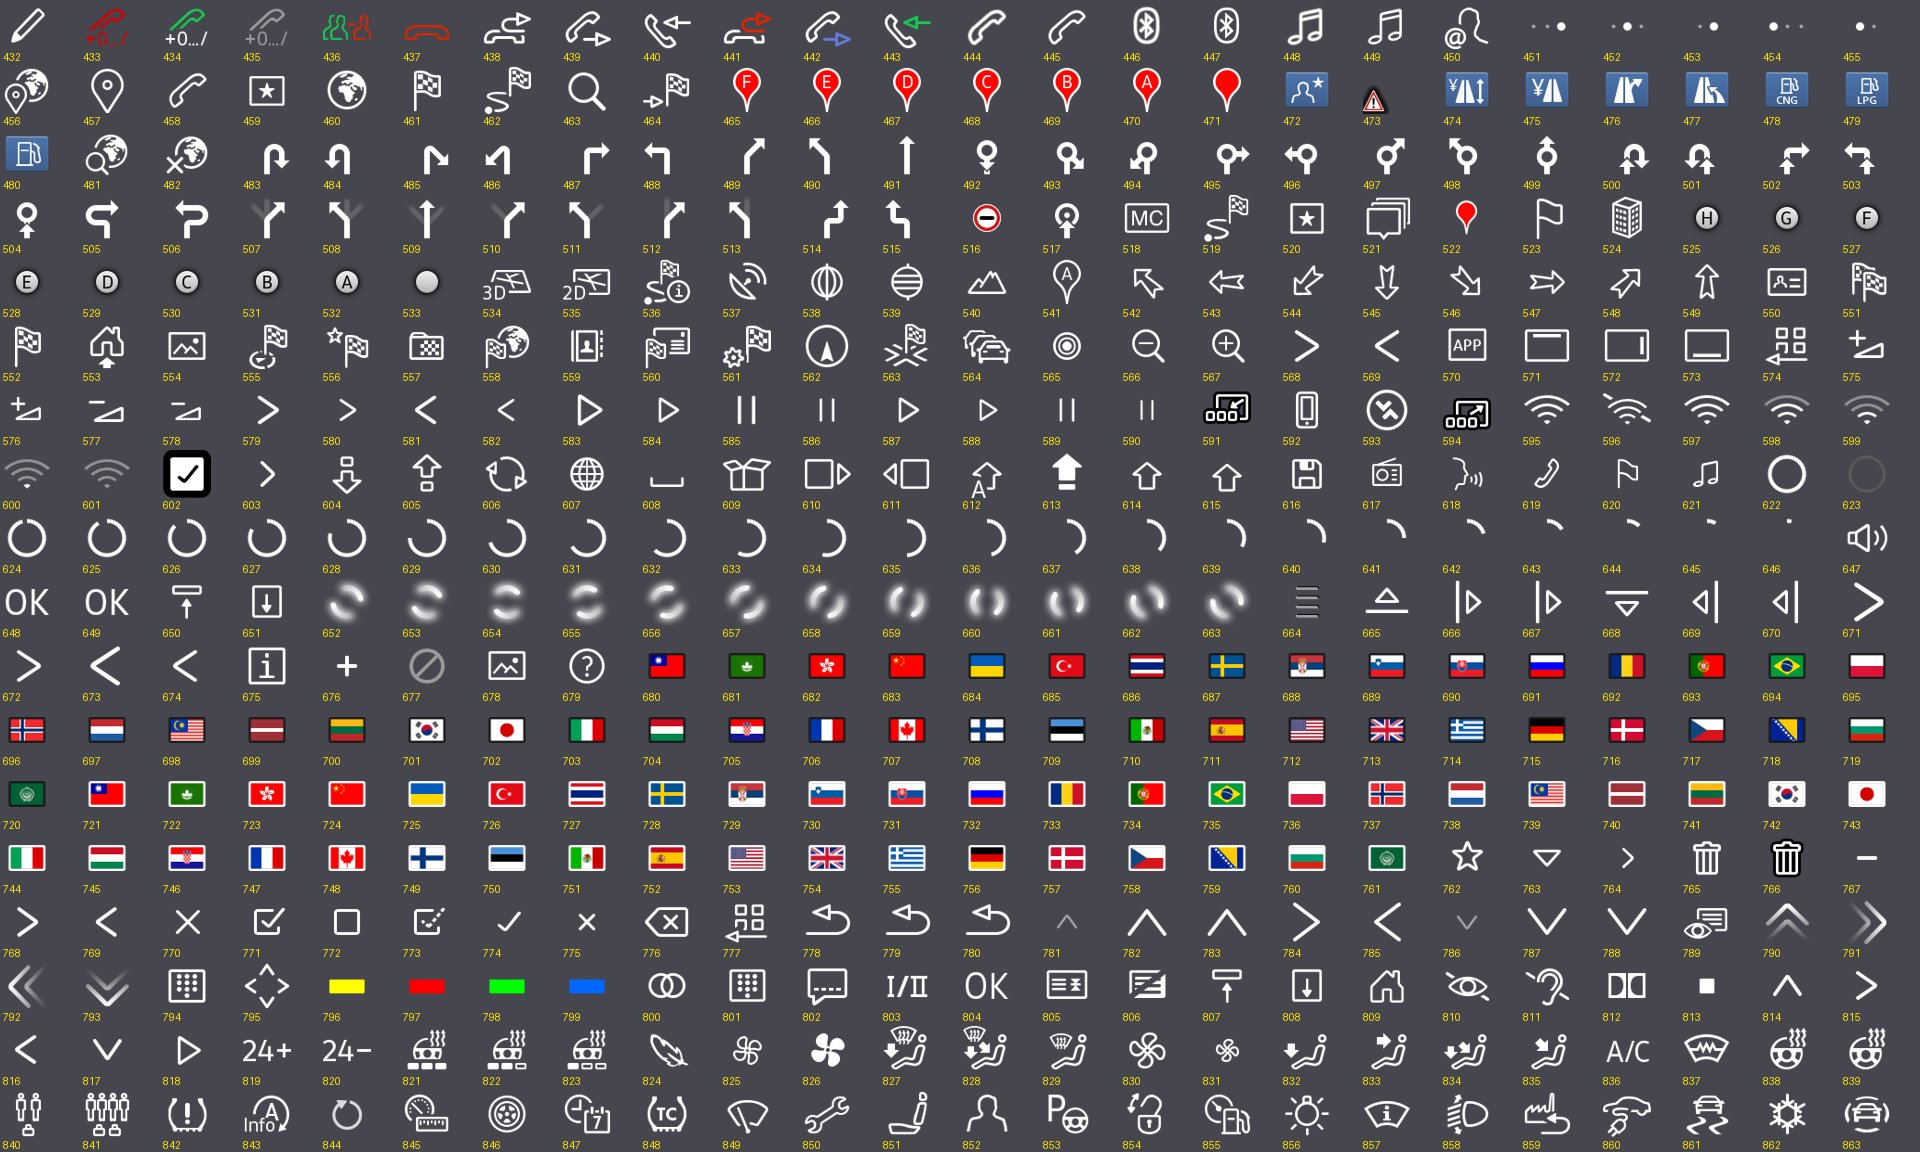 +0.../ +0.../ +0.../ @
432 433 434 435 436 437 438 439 440 441 442 443 444 445 446 447 448 449 450 451 452 453 454 455
F E D C B A ¥ ¥ CNG LPG
456 457 458 459 460 461 462 463 464 465 466 467 468 469 470 471 472 473 474 475 476 477 478 479
480 481 482 483 484 485 486 487 488 489 490 491 492 493 494 495 496 497 498 499 500 501 502 503
MC H G F
504 505 506 507 508 509 510 511 512 513 514 515 516 517 518 519 520 521 522 523 524 525 526 527
E D C B A 3D 2D i A
528 529 530 531 532 533 534 535 536 537 538 539 540 541 542 543 544 545 546 547 548 549 550 551
APP
552 553 554 555 556 557 558 559 560 561 562 563 564 565 566 567 568 569 570 571 572 573 574 575
576 577 578 579 580 581 582 583 584 585 586 587 588 589 590 591 592 593 594 595 596 597 598 599
A
600 601 602 603 604 605 606 607 608 609 610 611 612 613 614 615 616 617 618 619 620 621 622 623
624 625 626 627 628 629 630 631 632 633 634 635 636 637 638 639 640 641 642 643 644 645 646 647
OK OK
648 649 650 651 652 653 654 655 656 657 658 659 660 661 662 663 664 665 666 667 668 669 670 671
i ?
672 673 674 675 676 677 678 679 680 681 682 683 684 685 686 687 688 689 690 691 692 693 694 695
696 697 698 699 700 701 702 703 704 705 706 707 708 709 710 711 712 713 714 715 716 717 718 719
720 721 722 723 724 725 726 727 728 729 730 731 732 733 734 735 736 737 738 739 740 741 742 743
744 745 746 747 748 749 750 751 752 753 754 755 756 757 758 759 760 761 762 763 764 765 766 767
768 769 770 771 772 773 774 775 776 777 778 779 780 781 782 783 784 785 786 787 788 789 790 791
I/II OK
792 793 794 795 796 797 798 799 800 801 802 803 804 805 806 807 808 809 810 811 812 813 814 815
24+ 24- A/C
816 817 818 819 820 821 822 823 824 825 826 827 828 829 830 831 832 833 834 835 836 837 838 839
! A Info 7 TC P i
840 841 842 843 844 845 846 847 848 849 850 851 852 853 854 855 856 857 858 859 860 861 862 863